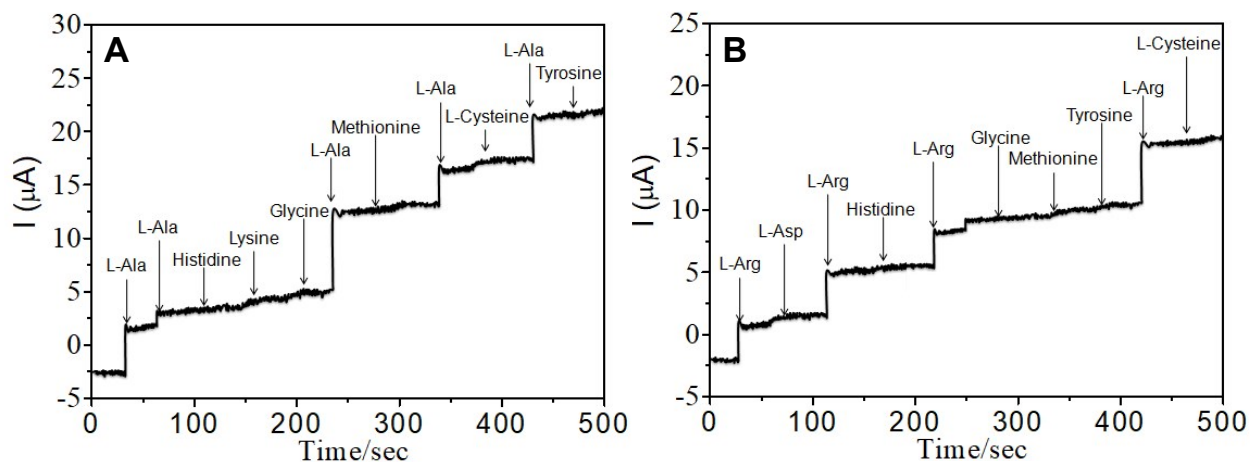 A
30
25
20
15
10
5
0
-5
I (µA)
L-Ala
L-Ala
Histidine
Lysine
Glycine
L-Ala
Methionine
L-Ala
L-Cysteine
L-Ala
Tyrosine
0 100 200 300 400 500
Time/sec
B
25
20
15
10
5
0
-5
I (µA)
L-Arg
L-Asp
L-Arg
Histidine
L-Arg
Glycine
Methionine
Tyrosine
L-Arg
L-Cysteine
0 100 200 300 400 500
Time/sec